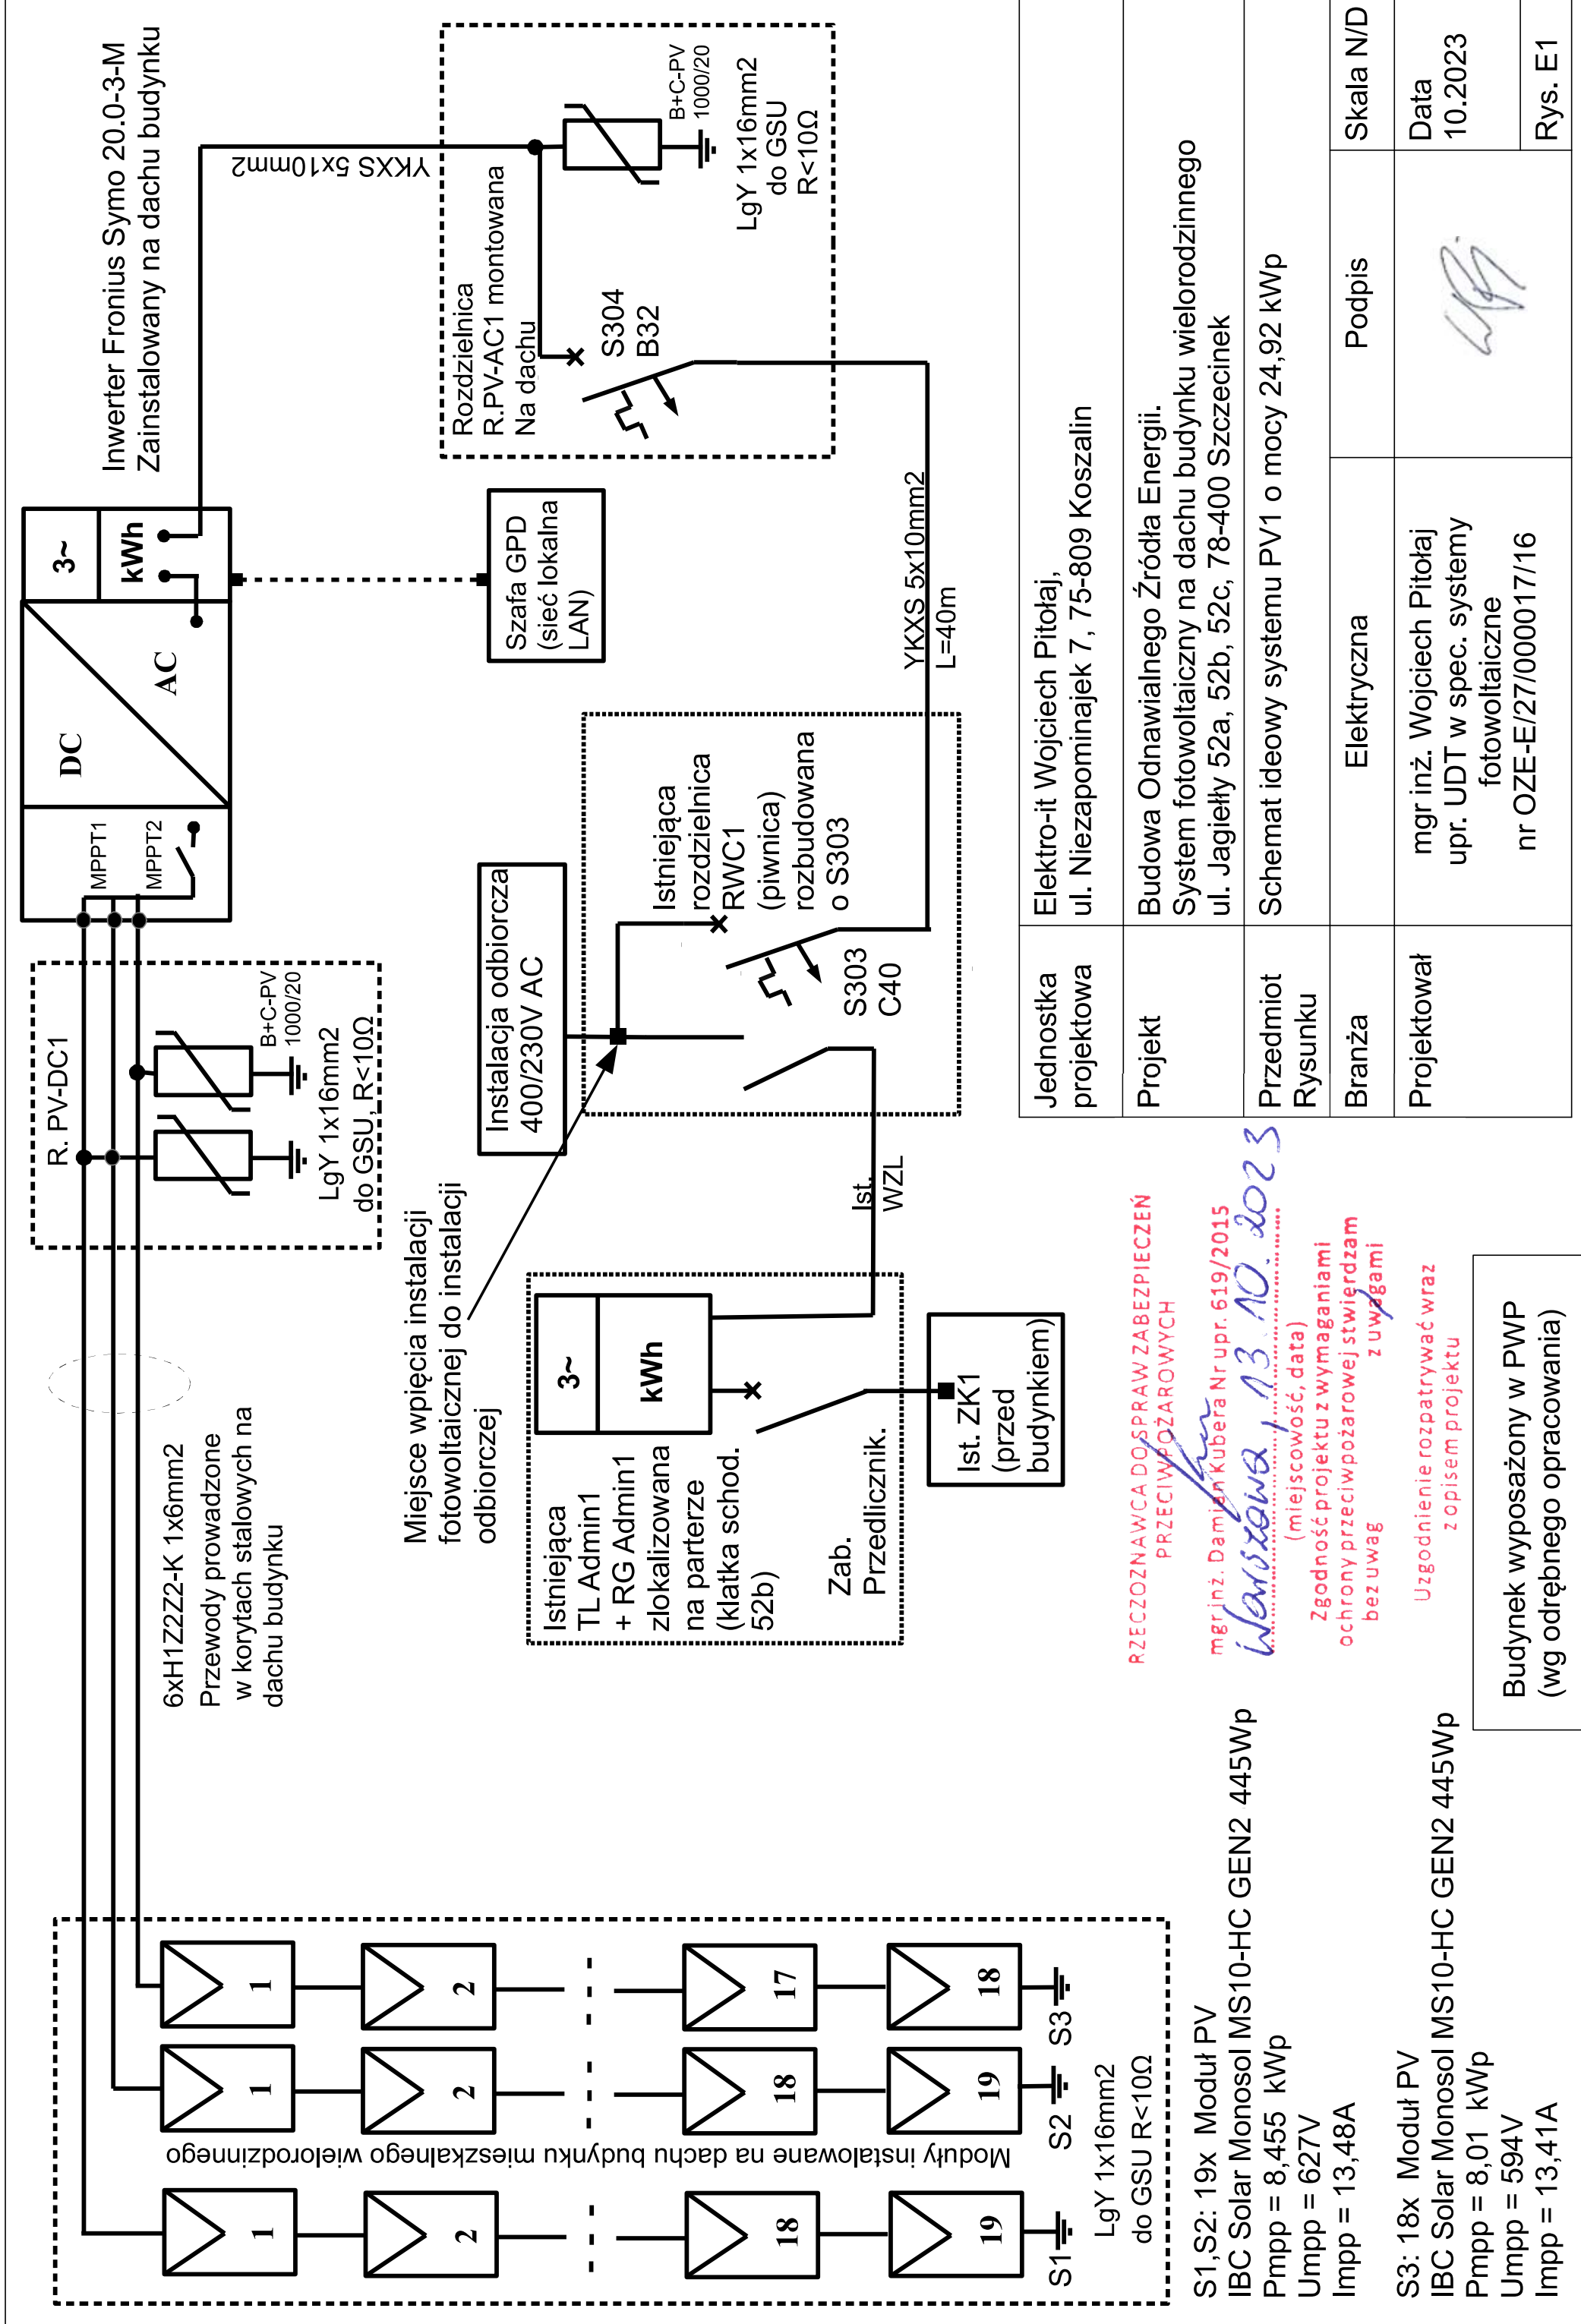 Inwerter Fronius Symo 20.0-3-M
Zainstalowany na dachu budynku
3~
kWh
DC
AC
MPPT1
MPPT2
YKXS 5x10mm2
Rozdzielnica
R.PV-AC1 montowana
Na dachu
S304
B32
B+C-PV
1000/20
LgY 1x16mm2
do GSU
R<10Ω
Szafa GPD
(sieć lokalna
LAN)
YKXS 5x10mm2
L=40m
R. PV-DC1
B+C-PV
1000/20
LgY 1x16mm2
do GSU, R<10Ω
Instalacja odbiorcza
400/230V AC
Istniejąca
rozdzielnica
RWC1
(piwnica)
rozbudowana
o S303
S303
C40
Miejsce wpięcia instalacji
fotowoltaicznej do instalacji
odbiorczej
Ist.
WZL
3~
kWh
Istniejąca
TL Admin1
+ RG Admin1
zlokalizowana
na parterze
(klatka schod.
52b)
Zab.
Przedlicznik.
Ist. ZK1
(przed
budynkiem)
6xH1Z2Z2-K 1x6mm2
Przewody prowadzone
w korytach stalowych na
dachu budynku
1
2
17
18
S3
1
2
18
19
S2
Moduły instalowane na dachu budynku mieszkalnego wielorodzinnego
1
2
18
19
S1
LgY 1x16mm2
do GSU R<10Ω
S1,S2: 19x Moduł PV
IBC Solar Monosol MS10-HC GEN2 445Wp
Pmpp = 8,455 kWp
Umpp = 627V
Impp = 13,48A
S3: 18x Moduł PV
IBC Solar Monosol MS10-HC GEN2 445Wp
Pmpp = 8,01 kWp
Umpp = 594V
Impp = 13,41A
RZECZOZNAWCA DO SPRAW ZABEZPIECZEŃ
PRZECIWPOŻAROWYCH
mgr inż. Damian Kubera Nr upr. 619/2015
Warszawa, 13.10.2023
(miejscowość, data)
Zgodność projektu z wymaganiami
ochrony przeciwpożarowej stwierdzam
bez uwag z uwagami
Uzgodnienie rozpatrywać wraz
z opisem projektu
Budynek wyposażony w PWP
(wg odrębnego opracowania)
Jednostka
projektowa
Elektro-it Wojciech Pitołaj,
ul. Niezapominajek 7, 75-809 Koszalin
Projekt
Budowa Odnawialnego Źródła Energii.
System fotowoltaiczny na dachu budynku wielorodzinnego
ul. Jagiełły 52a, 52b, 52c, 78-400 Szczecinek
Przedmiot
Rysunku
Schemat ideowy systemu PV1 o mocy 24,92 kWp
Branża
Elektryczna
Podpis
Skala N/D
Projektował
mgr inż. Wojciech Pitołaj
upr. UDT w spec. systemy
fotowoltaiczne
nr OZE-E/27/000017/16
Data
10.2023
Rys. E1